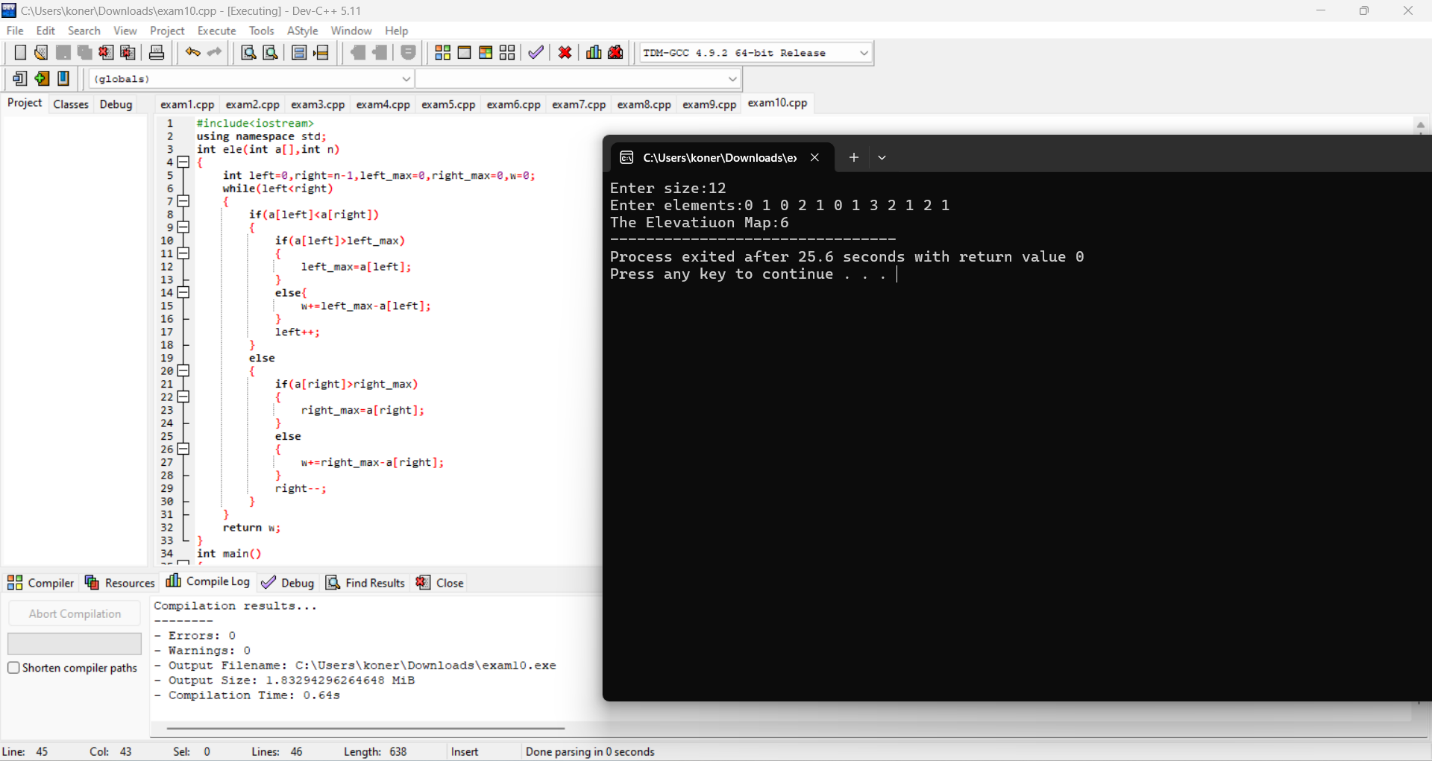 C:\Users\koner\Downloads\exam10.cpp - [Executing] - Dev-C++ 5.11
File Edit Search View Project Execute Tools AStyle Window Help
TDM-GCC 4.9.2 64-bit Release
(globals)
Project Classes Debug exam1.cpp exam2.cpp exam3.cpp exam4.cpp exam5.cpp exam6.cpp exam7.cpp exam8.cpp exam9.cpp exam10.cpp
1 #include<iostream>
2 using namespace std;
3 int ele(int a[],int n)
4 {
5 int left=0,right=n-1,left_max=0,right_max=0,w=0;
6 while(left<right)
7 {
8 if(a[left]<a[right])
9 {
10 if(a[left]>left_max)
11 {
12 left_max=a[left];
13 }
14 else{
15 w+=left_max-a[left];
16 }
17 left++;
18 }
19 else
20 {
21 if(a[right]>right_max)
22 {
23 right_max=a[right];
24 }
25 else
26 {
27 w+=right_max-a[right];
28 }
29 right--;
30 }
31 }
32 return w;
33 }
34 int main()
C:\Users\koner\Downloads\ex
Enter size:12
Enter elements:0 1 0 2 1 0 1 3 2 1 2 1
The Elevatiuon Map:6
--------------------------------
Process exited after 25.6 seconds with return value 0
Press any key to continue . . .
Compiler Resources Compile Log Debug Find Results Close
Abort Compilation
Shorten compiler paths
Compilation results...
--------
- Errors: 0
- Warnings: 0
- Output Filename: C:\Users\koner\Downloads\exam10.exe
- Output Size: 1.83294296264648 MiB
- Compilation Time: 0.64s
Line: 45 Col: 43 Sel: 0 Lines: 46 Length: 638 Insert Done parsing in 0 seconds